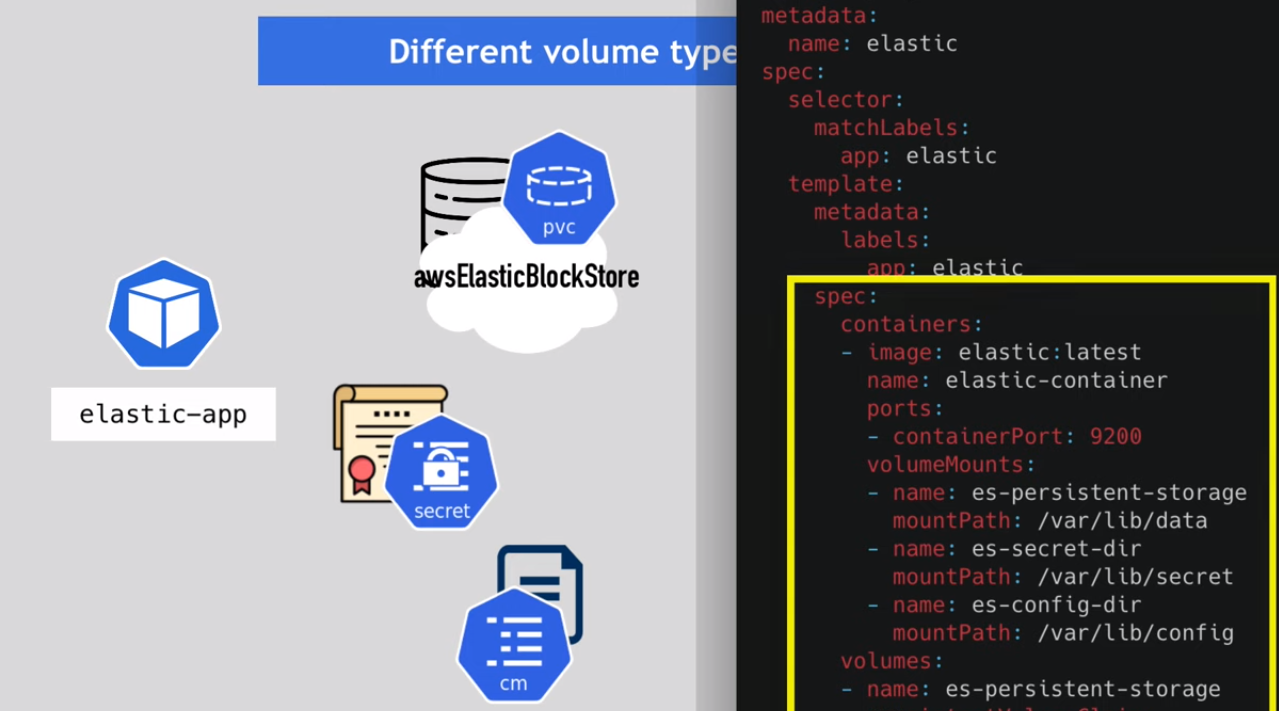 Different volume type
pvc
awsElasticBlockStore
elastic-app
secret
cm
metadata:
  name: elastic
spec:
  selector:
    matchLabels:
      app: elastic
  template:
    metadata:
      labels:
        app: elastic
    spec:
      containers:
      - image: elastic:latest
        name: elastic-container
        ports:
        - containerPort: 9200
        volumeMounts:
        - name: es-persistent-storage
          mountPath: /var/lib/data
        - name: es-secret-dir
          mountPath: /var/lib/secret
        - name: es-config-dir
          mountPath: /var/lib/config
      volumes:
      - name: es-persistent-storage